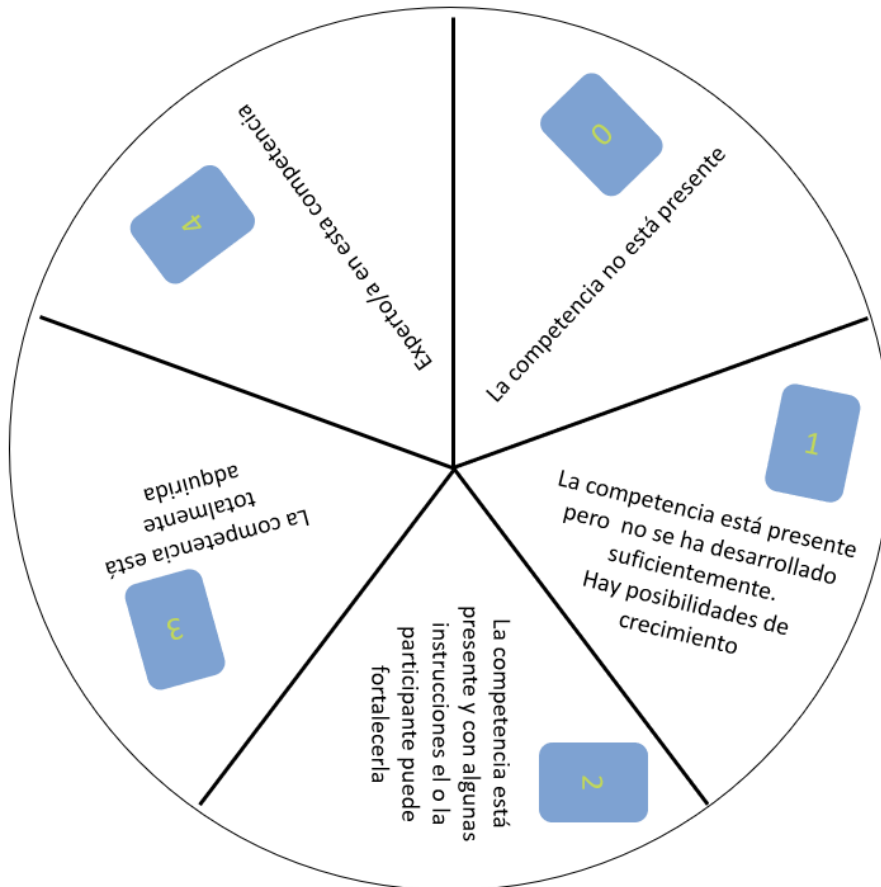 0
La competencia no está presente
1
La competencia está presente
pero no se ha desarrollado
suficientemente.
Hay posibilidades de
crecimiento
2
La competencia está
presente y con algunas
instrucciones el o la
participante puede
fortalecerla
3
La competencia está
totalmente
adquirida
4
Experto/a en esta competencia